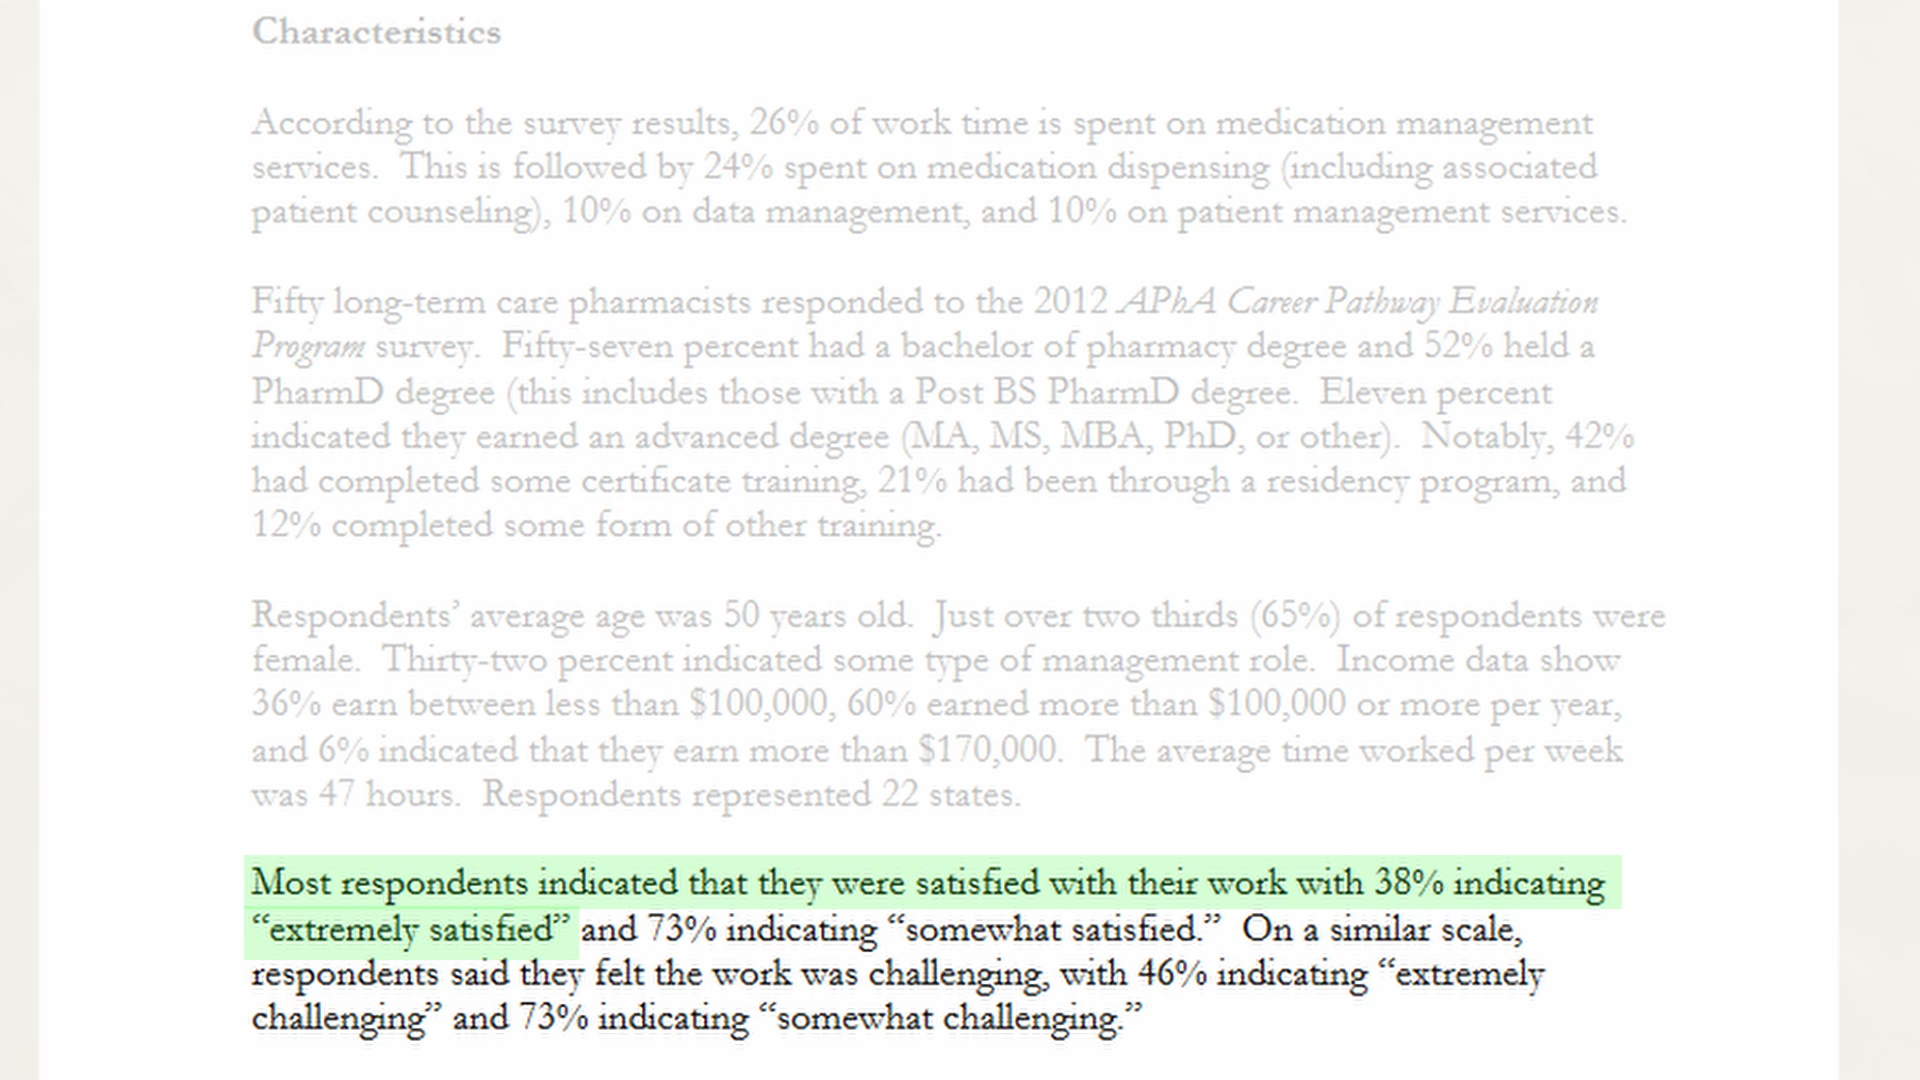 Characteristics
According to the survey results, 26% of work time is spent on medication management
services.  This is followed by 24% spent on medication dispensing (including associated
patient counseling), 10% on data management, and 10% on patient management services.
Fifty long-term care pharmacists responded to the 2012 APhA Career Pathway Evaluation
Program survey.  Fifty-seven percent had a bachelor of pharmacy degree and 52% held a
PharmD degree (this includes those with a Post BS PharmD degree.  Eleven percent
indicated they earned an advanced degree (MA, MS, MBA, PhD, or other).  Notably, 42%
had completed some certificate training, 21% had been through a residency program, and
12% completed some form of other training.
Respondents’ average age was 50 years old.  Just over two thirds (65%) of respondents were
female.  Thirty-two percent indicated some type of management role.  Income data show
36% earn between less than $100,000, 60% earned more than $100,000 or more per year,
and 6% indicated that they earn more than $170,000.  The average time worked per week
was 47 hours.  Respondents represented 22 states.
Most respondents indicated that they were satisfied with their work with 38% indicating
“extremely satisfied” and 73% indicating “somewhat satisfied.”  On a similar scale,
respondents said they felt the work was challenging, with 46% indicating “extremely
challenging” and 73% indicating “somewhat challenging.”